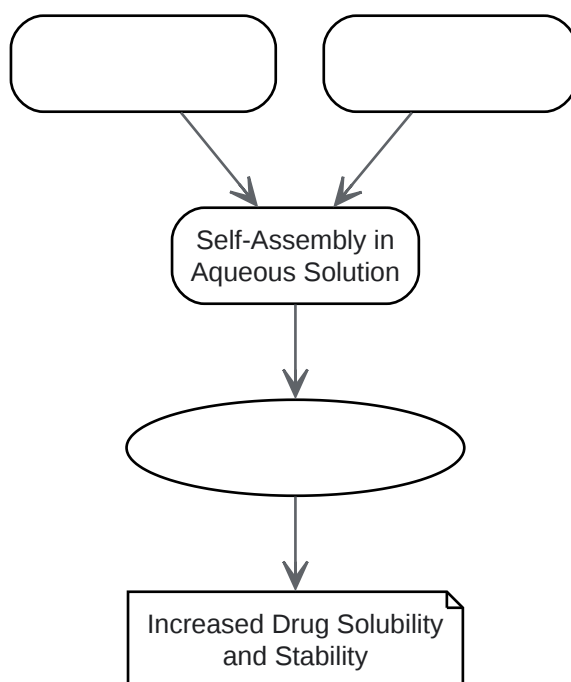 Self-Assembly in
Aqueous Solution
Increased Drug Solubility
and Stability